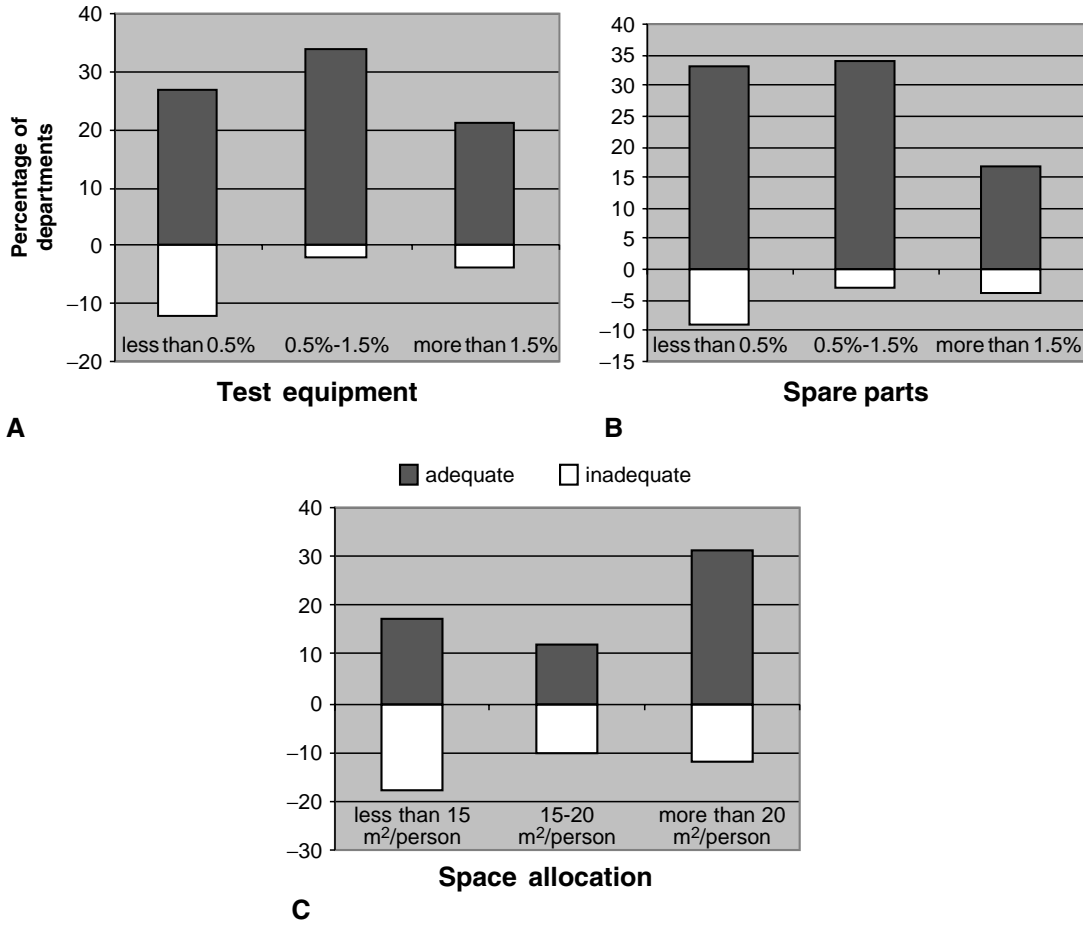 40
30
20
10
0
–10
–20
Percentage of
departments
less than 0.5% 0.5%-1.5% more than 1.5%
Test equipment
A
40
35
30
25
20
15
10
5
0
–5
–10
–15
less than 0.5% 0.5%-1.5% more than 1.5%
Spare parts
B
adequate inadequate
40
30
20
10
0
–10
–20
–30
less than 15 15-20 more than 20
m²/person m²/person m²/person
Space allocation
C